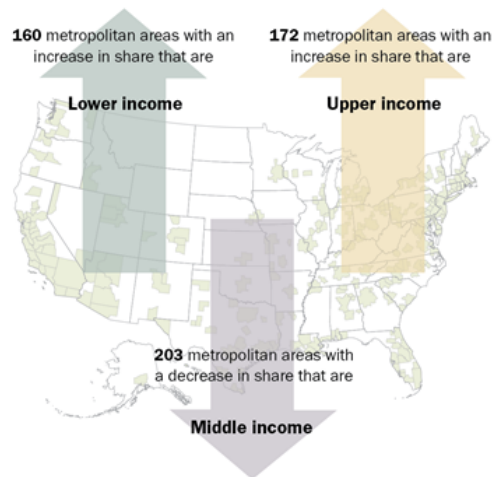 160 metropolitan areas with an
increase in share that are
Lower income
172 metropolitan areas with an
increase in share that are
Upper income
203 metropolitan areas with
a decrease in share that are
Middle income